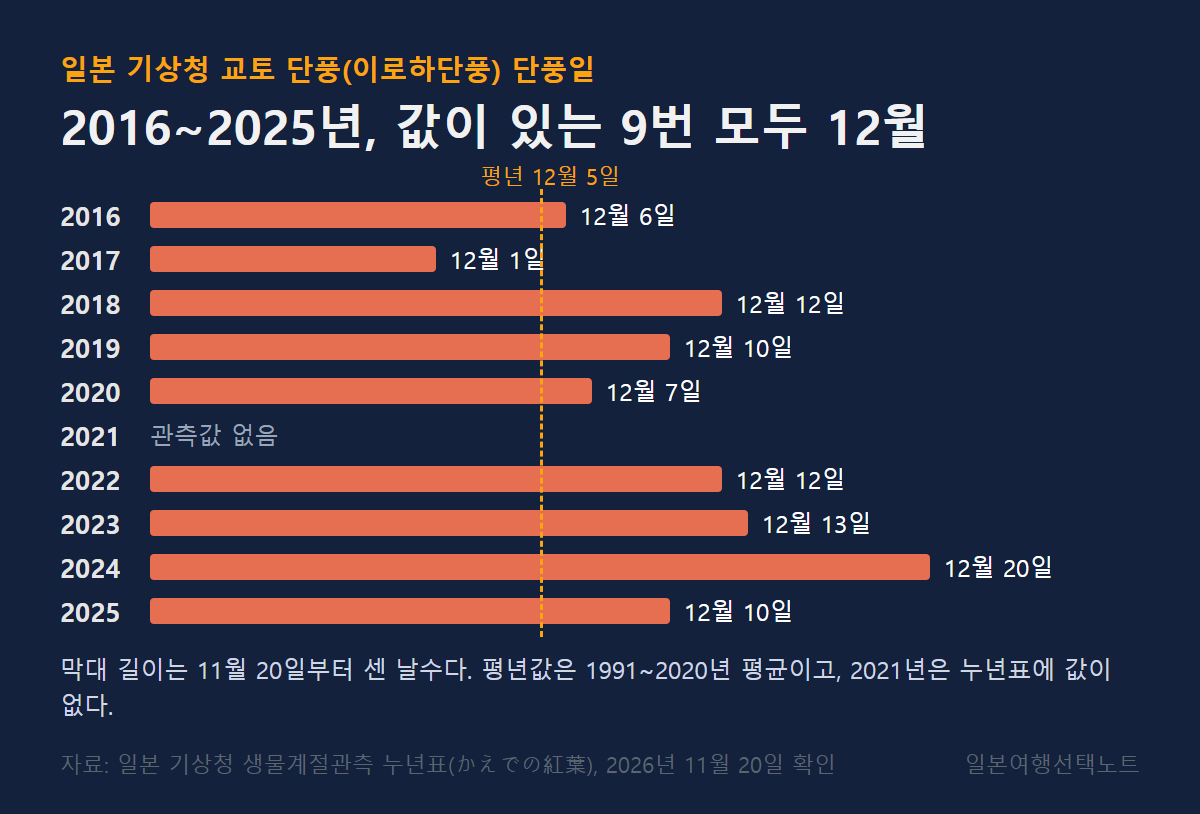 일본 기상청 교토 단풍(이로하단풍) 단풍일
2016~2025년, 값이 있는 9번 모두 12월
평년 12월 5일
2016 12월 6일
2017 12월 1일
2018 12월 12일
2019 12월 10일
2020 12월 7일
2021 관측값 없음
2022 12월 12일
2023 12월 13일
2024 12월 20일
2025 12월 10일
막대 길이는 11월 20일부터 센 날수다. 평년값은 1991~2020년 평균이고, 2021년은 누년표에 값이
없다.
자료: 일본 기상청 생물계절관측 누년표(かえでの紅葉), 2026년 11월 20일 확인 일본여행선택노트